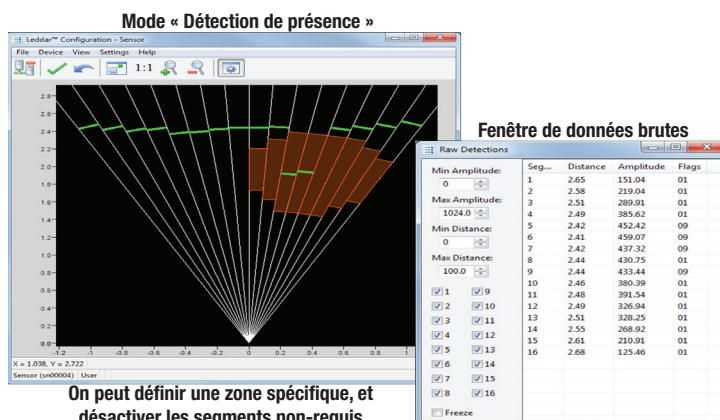 Mode « Détection de présence »
Leddar™ Configuration - Sensor
File Device View Settings Help
1:1
2.8
2.6
2.4
2.2
2.0
1.8
1.6
1.4
1.2
1.0
0.8
0.6
0.4
0.2
0.0
-1.2 -1 -0.8 -0.6 -0.4 -0.2 0 0.2 0.4 0.6 0.8 1
X = 1.038, Y = 2.722
Sensor (sn00004) User
On peut définir une zone spécifique, et
désactiver les segments non-requis
Fenêtre de données brutes
Raw Detections
Min Amplitude:
0
Max Amplitude:
1024.0
Min Distance:
0
Max Distance:
100.0
1 9
2 10
3 11
4 12
5 13
6 14
7 15
8 16
Freeze
Seg... Distance Amplitude Flags
1 2.65 151.04 01
2 2.58 219.04 01
3 2.51 289.91 01
4 2.49 385.62 01
5 2.42 452.42 09
6 2.41 459.07 09
7 2.42 437.32 09
8 2.44 430.75 01
9 2.44 433.44 09
10 2.46 380.39 01
11 2.48 391.54 01
12 2.49 326.94 01
13 2.51 328.25 01
14 2.55 268.92 01
15 2.61 210.91 01
16 2.68 125.46 01